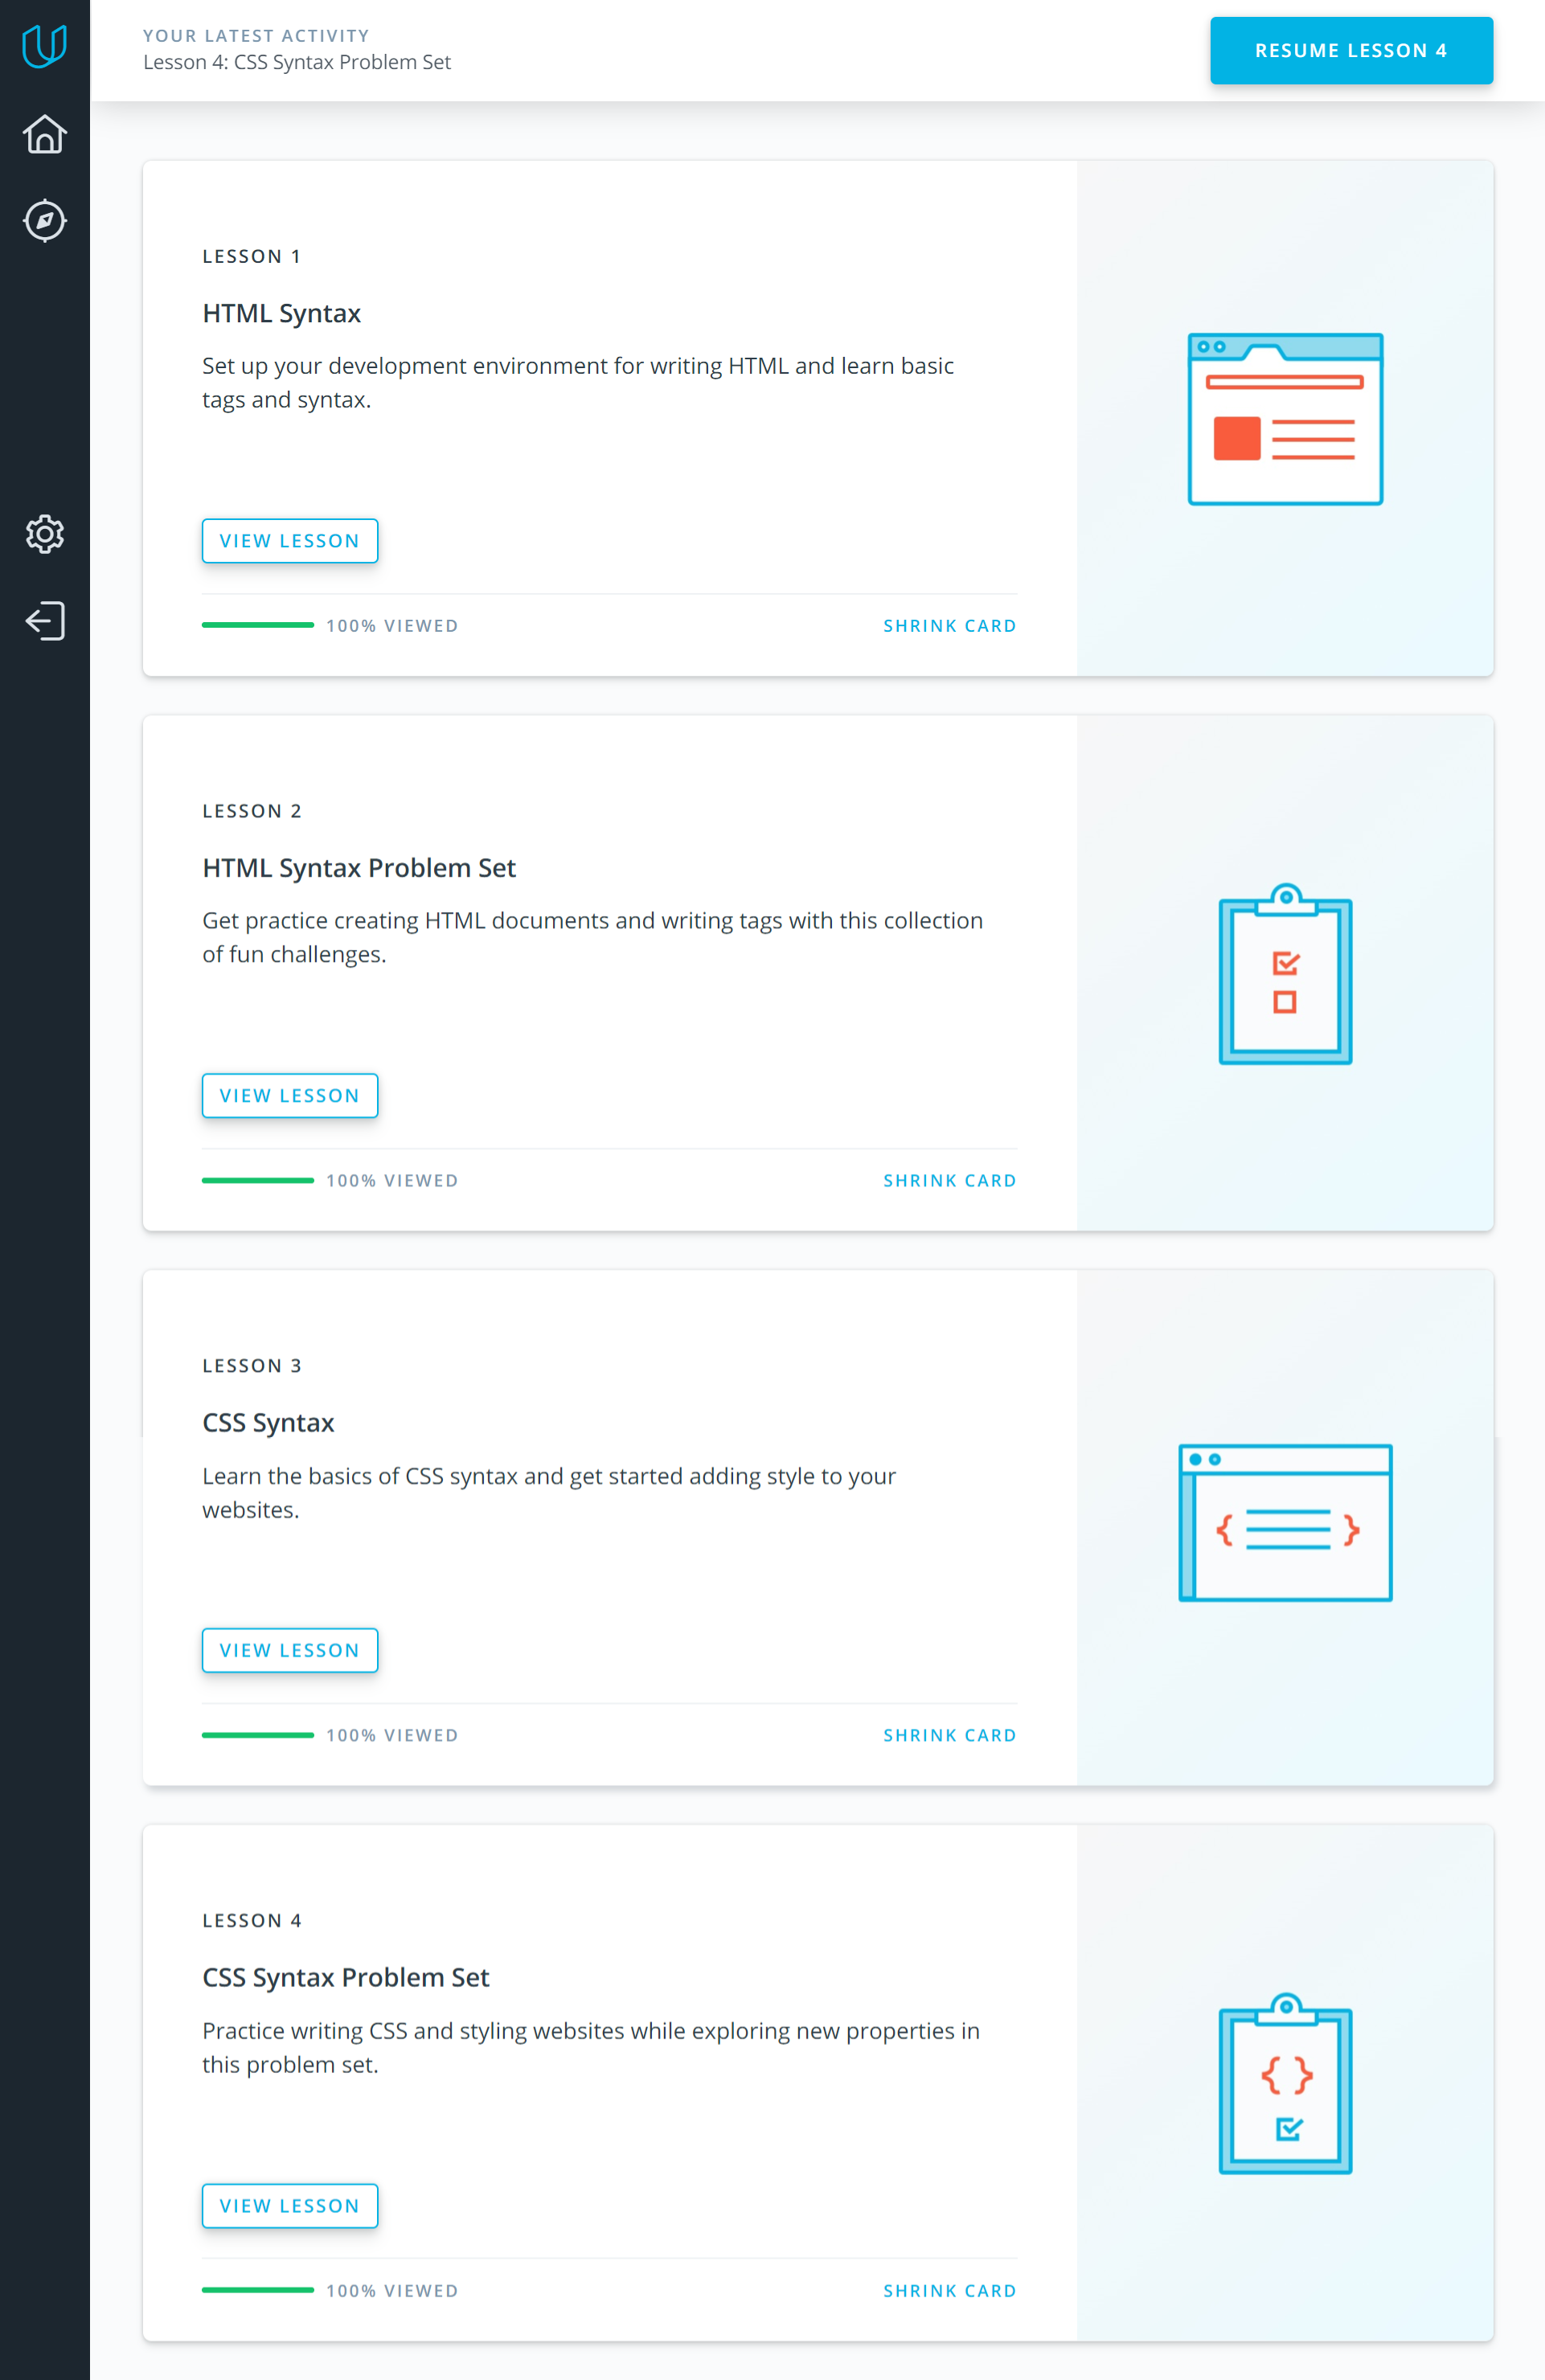 YOUR LATEST ACTIVITY
Lesson 4: CSS Syntax Problem Set
RESUME LESSON 4
LESSON 1
HTML Syntax
Set up your development environment for writing HTML and learn basic
tags and syntax.
VIEW LESSON
100% VIEWED
SHRINK CARD
LESSON 2
HTML Syntax Problem Set
Get practice creating HTML documents and writing tags with this collection
of fun challenges.
VIEW LESSON
100% VIEWED
SHRINK CARD
LESSON 3
CSS Syntax
Learn the basics of CSS syntax and get started adding style to your
websites.
VIEW LESSON
100% VIEWED
SHRINK CARD
LESSON 4
CSS Syntax Problem Set
Practice writing CSS and styling websites while exploring new properties in
this problem set.
VIEW LESSON
100% VIEWED
SHRINK CARD